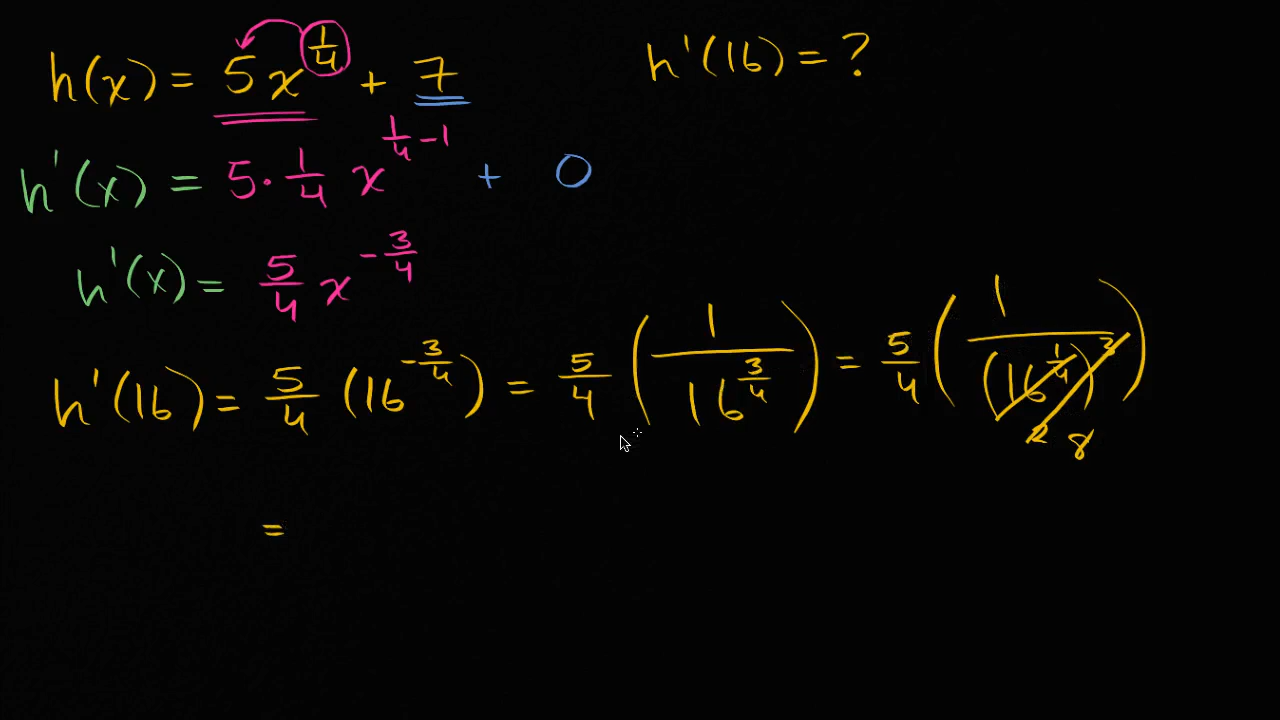 h(x) = 5x^{1/4} + 7
h'(16) = ?
h'(x) = 5 · 1/4 x^{1/4 - 1} + 0
h'(x) = 5/4 x^{-3/4}
h'(16) = 5/4 (16^{-3/4}) = 5/4 (1/16^{3/4}) = 5/4 (1/(16^{1/4})^3)
2 8
=